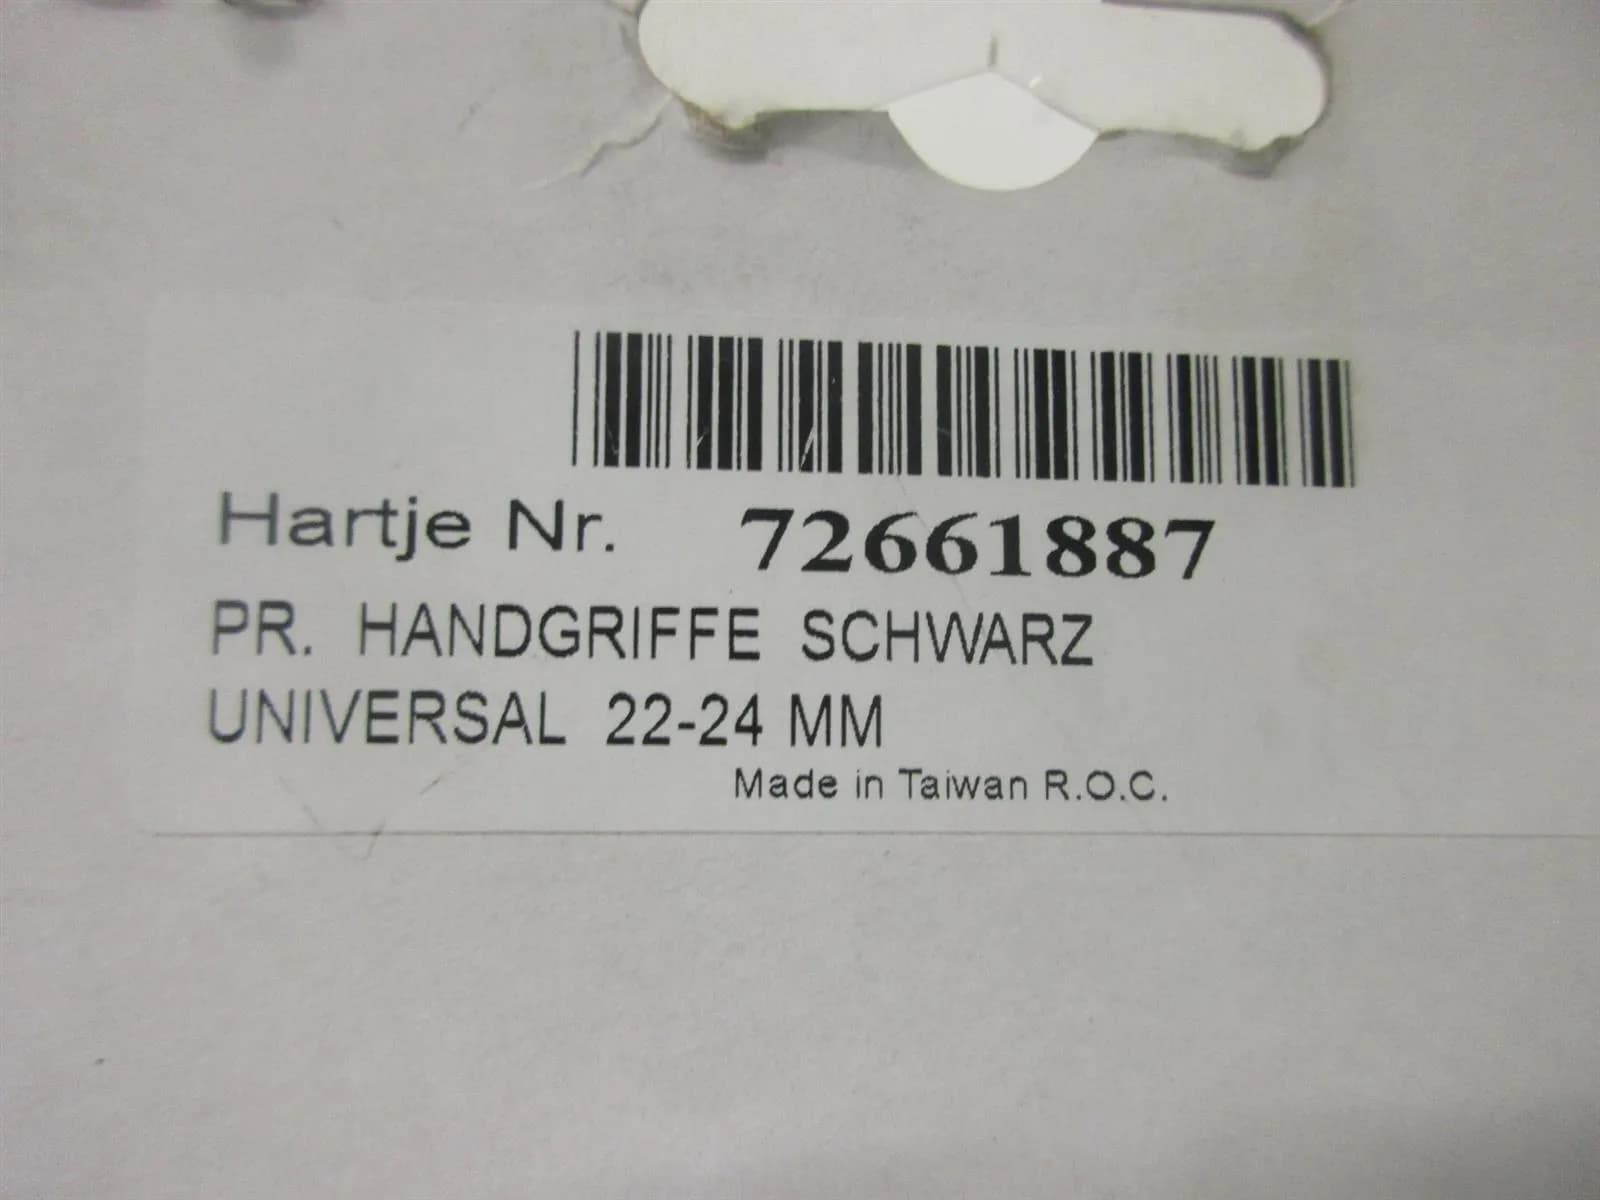 Hartje Nr. 72661887
PR. HANDGRIFFE SCHWARZ
UNIVERSAL 22-24 MM
Made in Taiwan R.O.C.